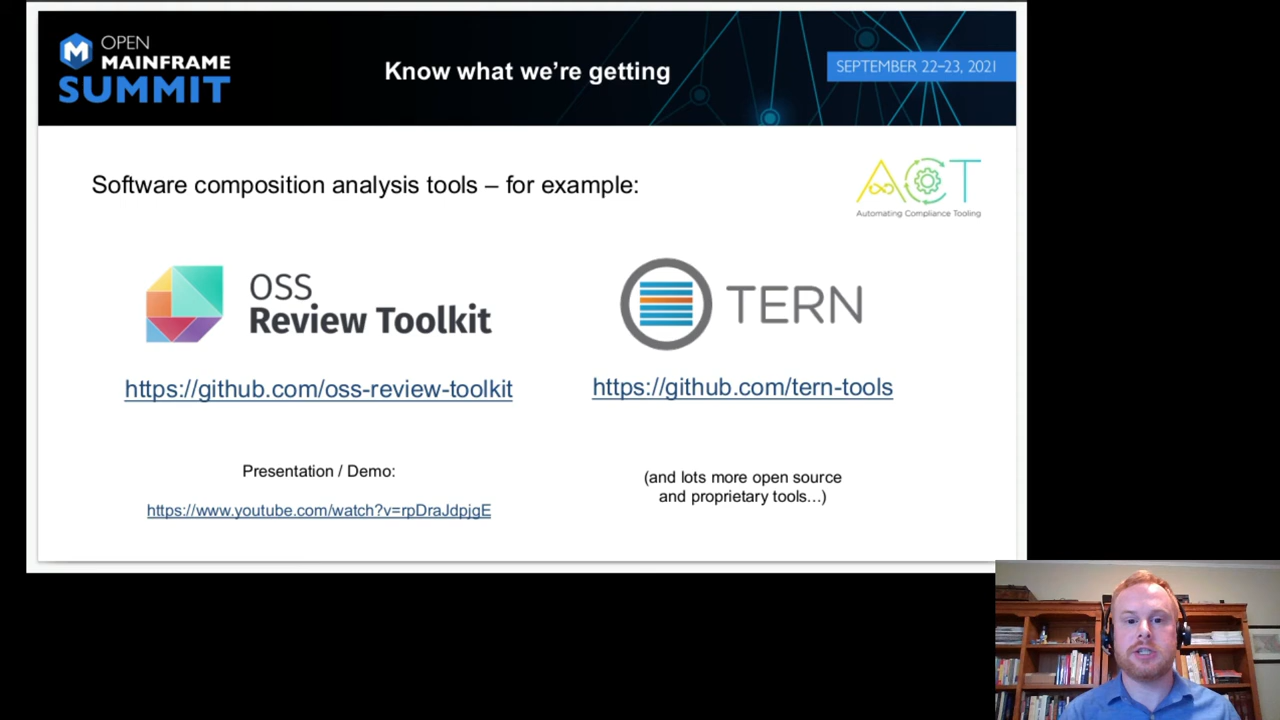 OPEN
MAINFRAME
SUMMIT
Know what we're getting
SEPTEMBER 22–23, 2021
Software composition analysis tools – for example:
ACT
Automating Compliance Tooling
OSS
Review Toolkit
TERN
https://github.com/oss-review-toolkit
https://github.com/tern-tools
Presentation / Demo:
https://www.youtube.com/watch?v=rpDraJdpjgE
(and lots more open source
and proprietary tools…)